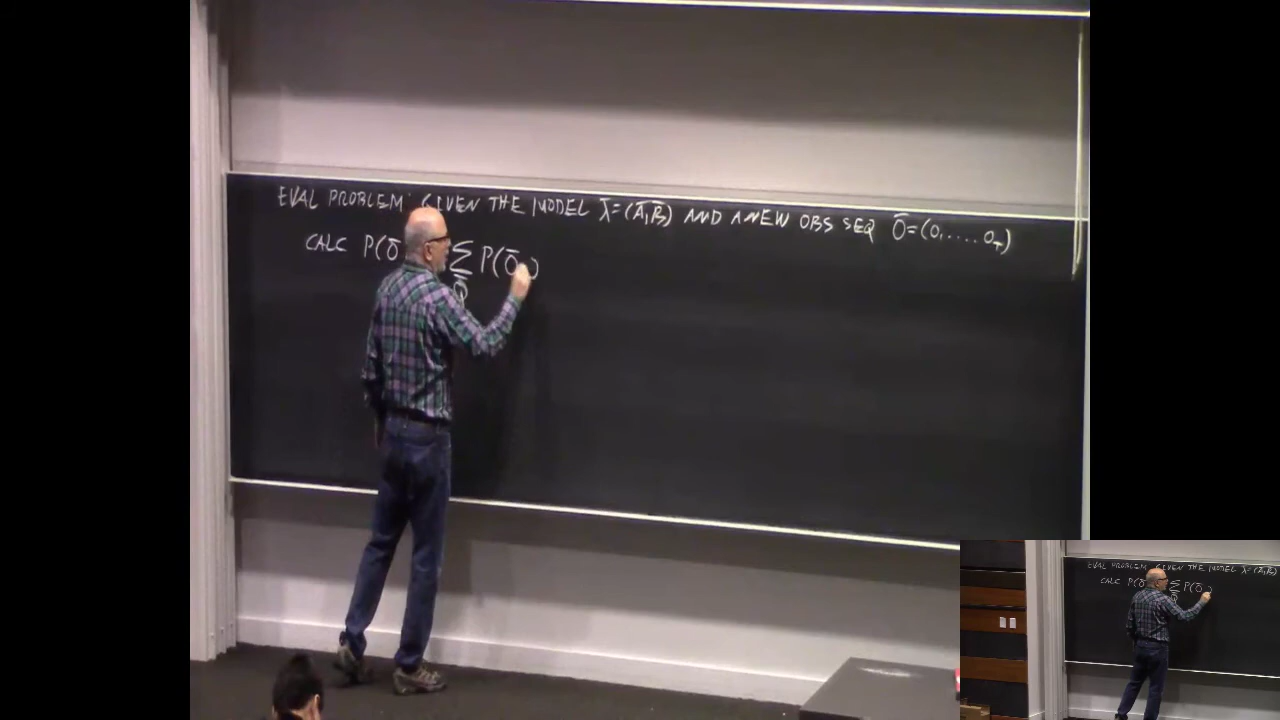 EVAL PROBLEM: GIVEN THE MODEL λ̄=(Ā,B̄) AND A NEW OBS SEQ Ō=(O₁.....O_T)
CALC P(Ō Σ P(Ō
Q̄